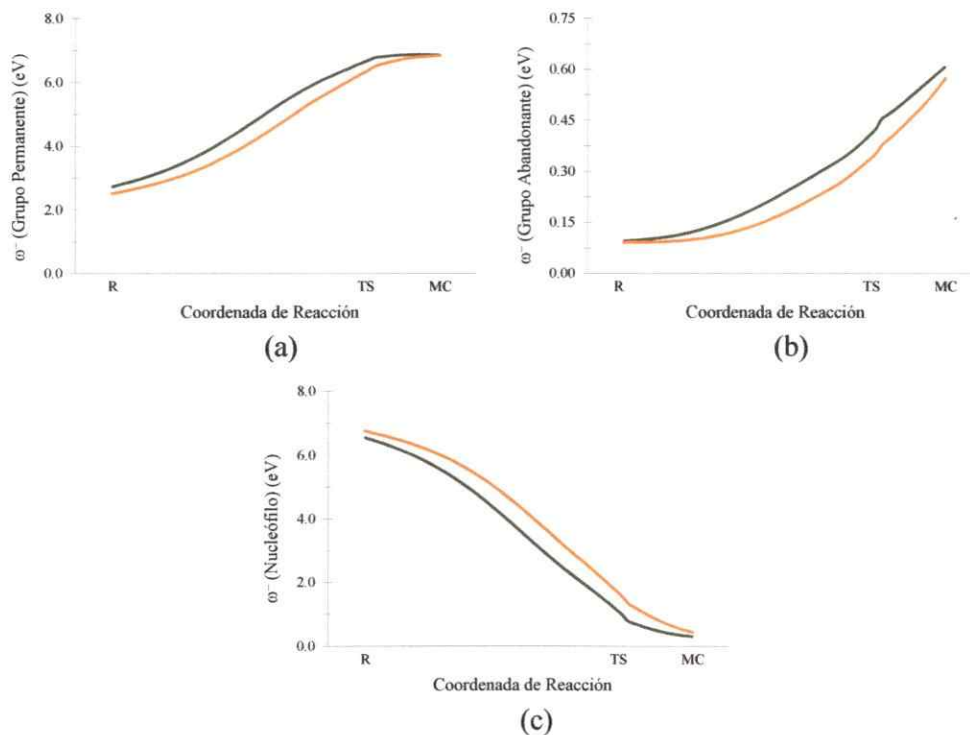 8.0
6.0
4.0
2.0
0.0
ω⁻ (Grupo Permanente) (eV)
R
TS
MC
Coordenada de Reacción
(a)
0.75
0.60
0.45
0.30
0.15
0.00
ω⁻ (Grupo Abandonante) (eV)
R
TS
MC
Coordenada de Reacción
(b)
8.0
6.0
4.0
2.0
0.0
ω⁻ (Nucleófilo) (eV)
R
TS
MC
Coordenada de Reacción
(c)